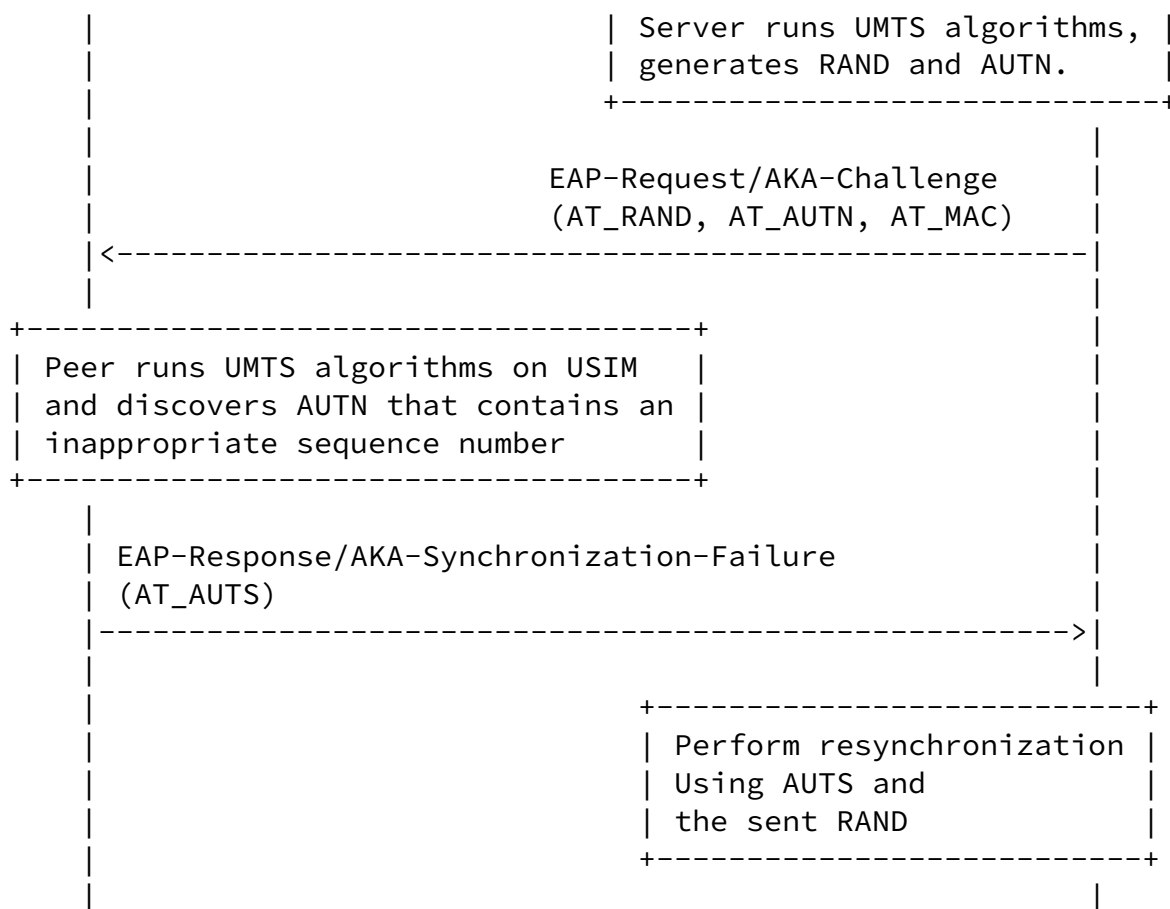 Server runs UMTS algorithms,
generates RAND and AUTN.
EAP-Request/AKA-Challenge
(AT_RAND, AT_AUTN, AT_MAC)
Peer runs UMTS algorithms on USIM
and discovers AUTN that contains an
inappropriate sequence number
EAP-Response/AKA-Synchronization-Failure
(AT_AUTS)
Perform resynchronization
Using AUTS and
the sent RAND